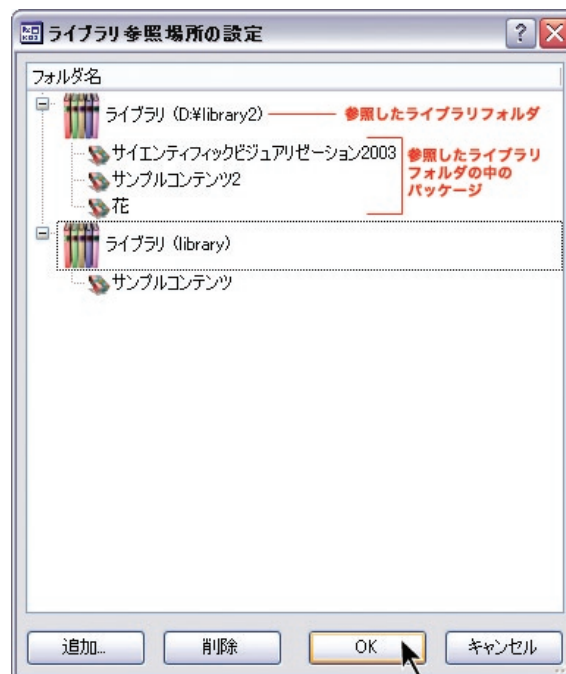 ライブラリ参照場所の設定
フォルダ名
ライブラリ (D:¥library2)
参照したライブラリフォルダ
サイエンティフィックビジュアリゼーション2003
サンプルコンテンツ2
花
参照したライブラリ
フォルダの中の
パッケージ
ライブラリ (library)
サンプルコンテンツ
追加...
削除
OK
キャンセル